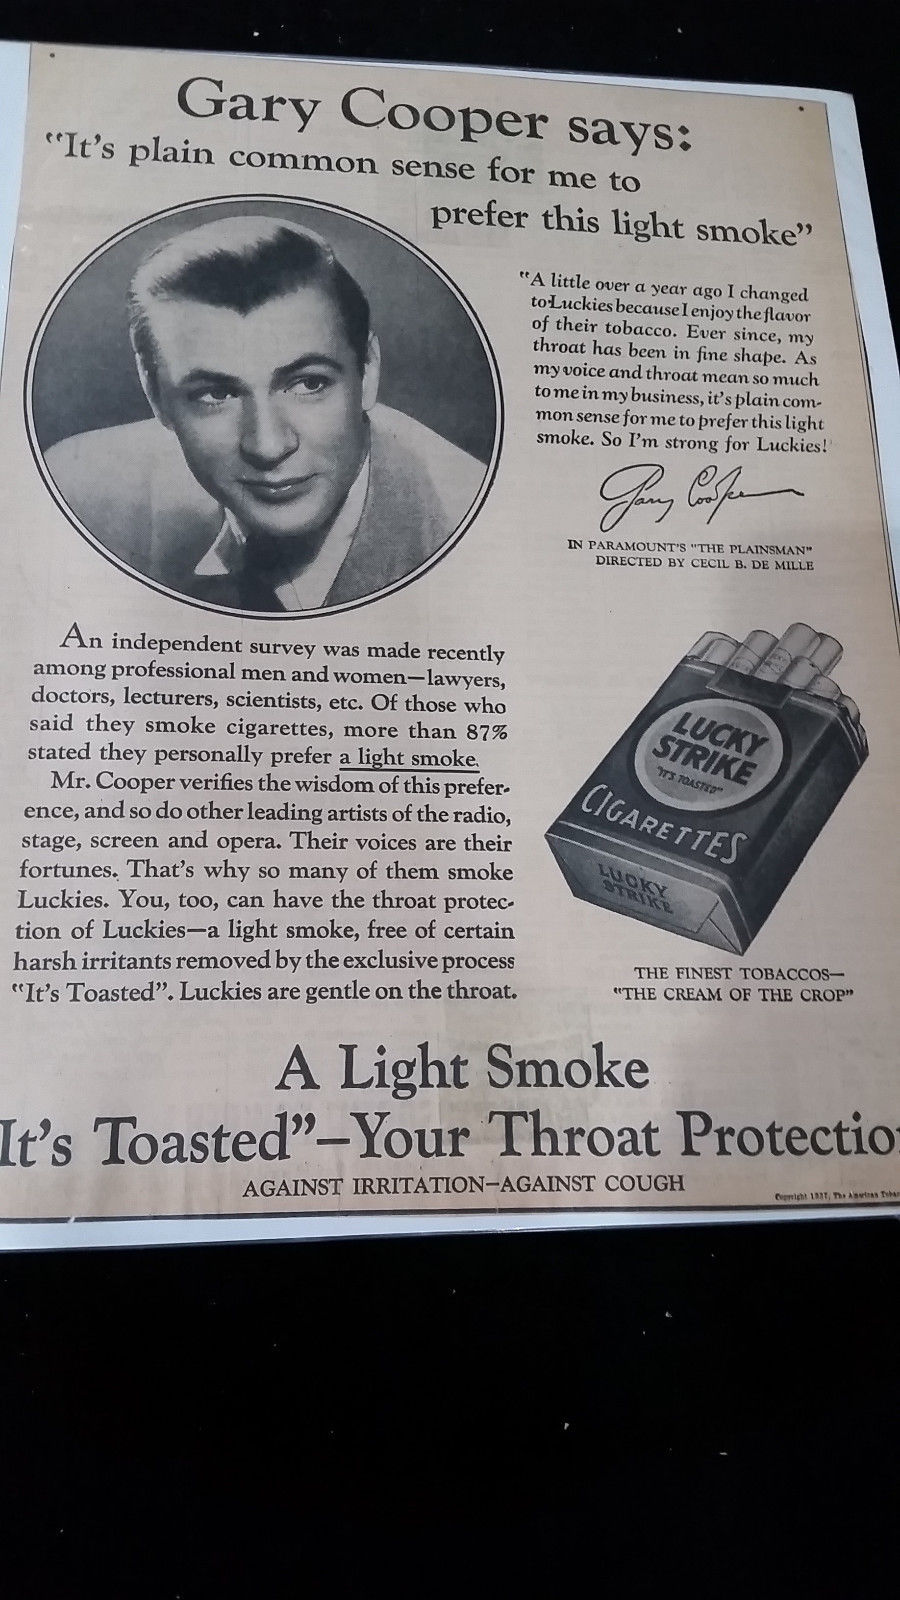 Gary Cooper says:
"It's plain common sense for me to
prefer this light smoke"
"A little over a year ago I changed
to Luckies because I enjoy the flavor
of their tobacco. Ever since, my
throat has been in fine shape. As
my voice and throat mean so much
to me in my business, it's plain com-
mon sense for me to prefer this light
smoke. So I'm strong for Luckies!
Gary Cooper
IN PARAMOUNT'S "THE PLAINSMAN"
DIRECTED BY CECIL B. DE MILLE
An independent survey was made recently
among professional men and women—lawyers,
doctors, lecturers, scientists, etc. Of those who
said they smoke cigarettes, more than 87%
stated they personally prefer a light smoke.
Mr. Cooper verifies the wisdom of this prefer-
ence, and so do other leading artists of the radio,
stage, screen and opera. Their voices are their
fortunes. That's why so many of them smoke
Luckies. You, too, can have the throat protec-
tion of Luckies—a light smoke, free of certain
harsh irritants removed by the exclusive process
"It's Toasted". Luckies are gentle on the throat.
LUCKY
STRIKE
"IT'S TOASTED"
CIGARETTES
LUCKY
STRIKE
THE FINEST TOBACCOS—
"THE CREAM OF THE CROP"
A Light Smoke
It's Toasted"—Your Throat Protectio
AGAINST IRRITATION—AGAINST COUGH
Copyright 1937, The American Toba